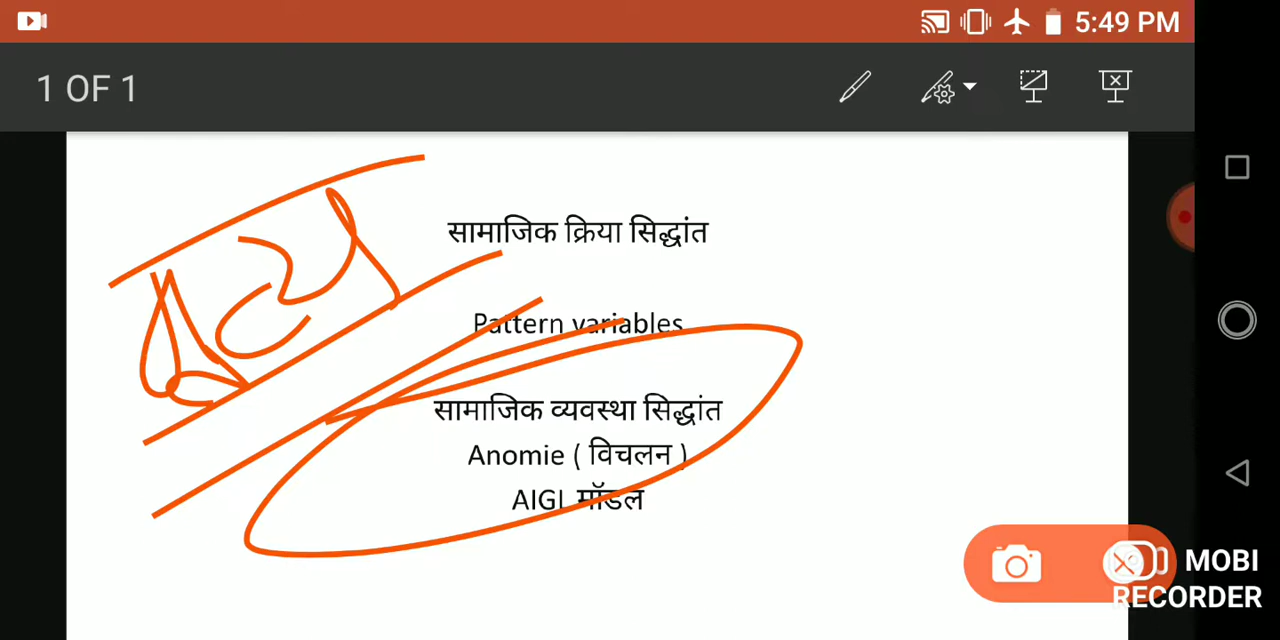 5:49 PM
1 OF 1
सामाजिक क्रिया सिद्धांत
Pattern variables
सामाजिक व्यवस्था सिद्धांत
Anomie ( विचलन )
AIGL मॉडल
MOBI
RECORDER